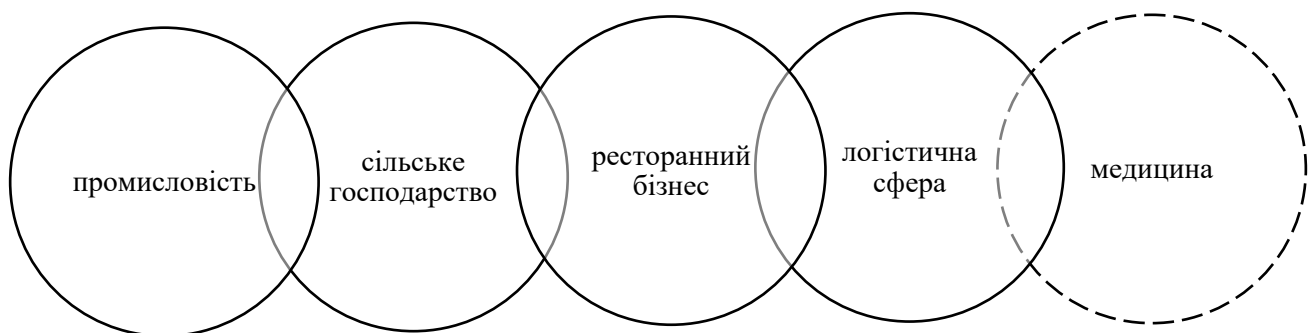 промисловість
сільське
господарство
ресторанний
бізнес
логістична
сфера
медицина